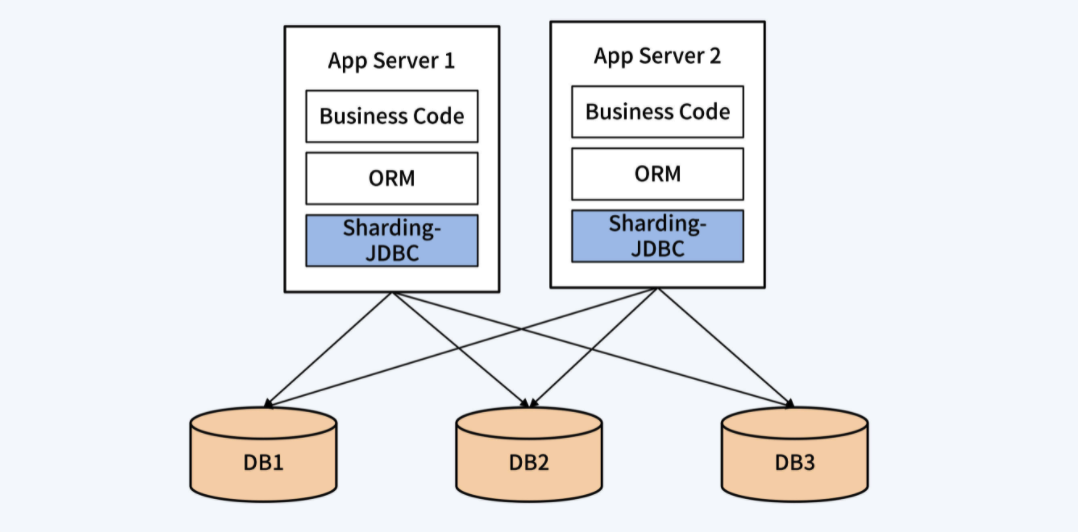 App Server 1
Business Code
ORM
Sharding-
JDBC
App Server 2
Business Code
ORM
Sharding-
JDBC
DB1
DB2
DB3